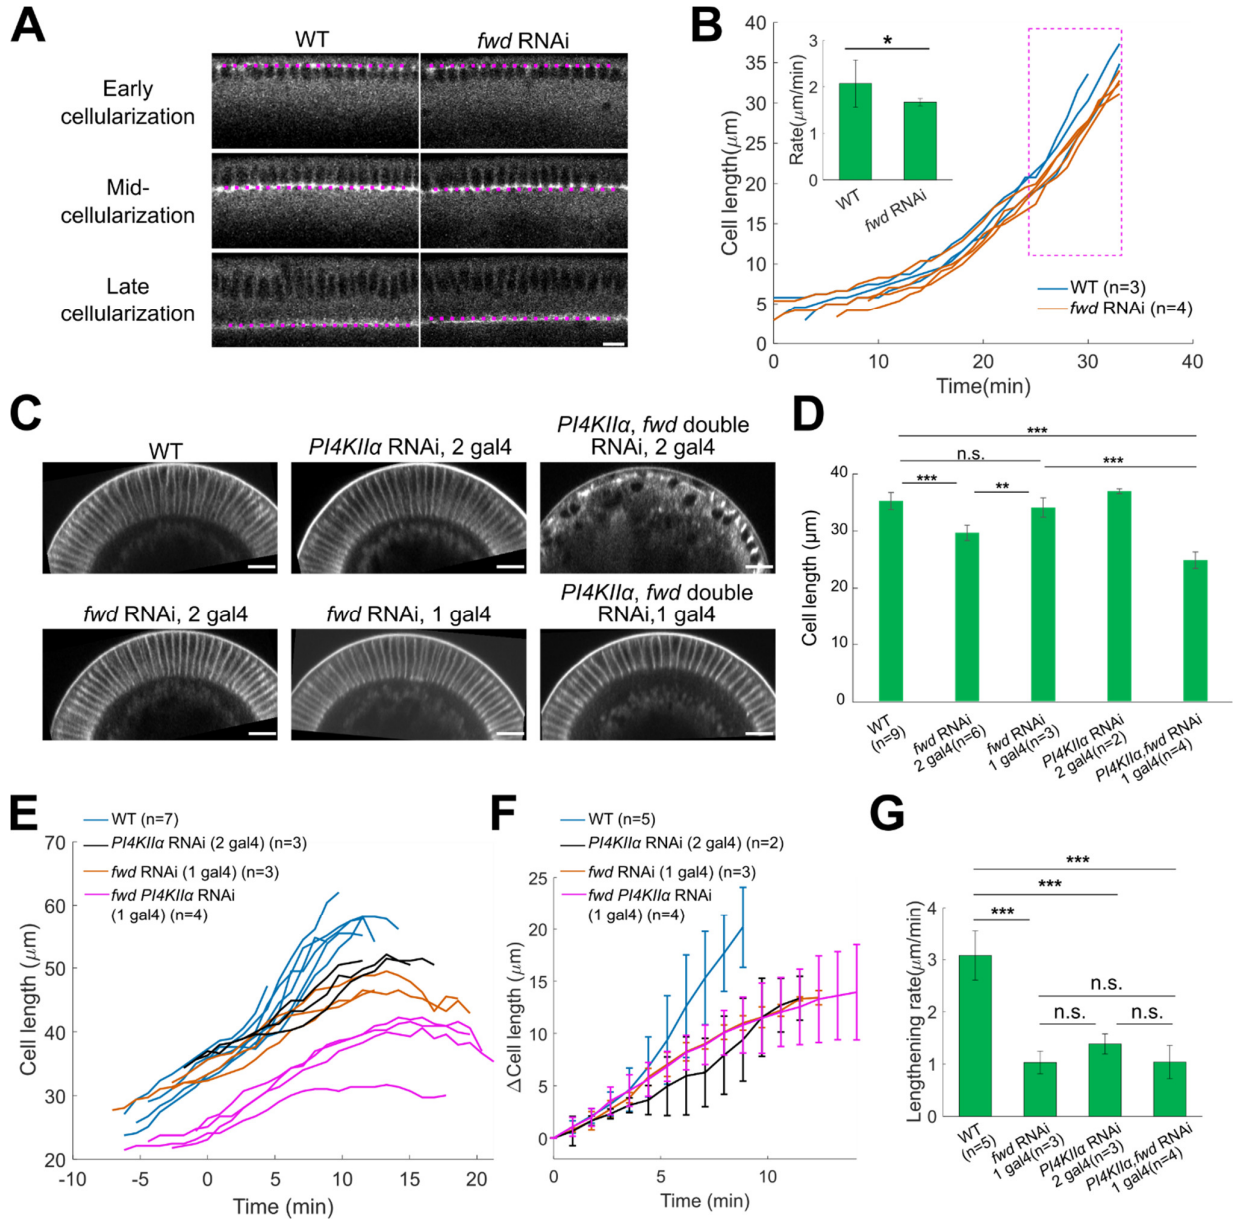 A
WT
fwd RNAi
Early
cellularization
Mid-
cellularization
Late
cellularization
B
Cell length(μm)
40
35
30
25
20
15
10
5
0
0
10
20
30
40
Time(min)
3
2
1
0
Rate(μm/min)
*
WT
fwd RNAi
WT (n=3)
fwd RNAi (n=4)
C
WT
PI4KIIα RNAi, 2 gal4
PI4KIIα, fwd double
RNAi, 2 gal4
fwd RNAi, 2 gal4
fwd RNAi, 1 gal4
PI4KIIα, fwd double
RNAi,1 gal4
D
***
n.s.
***
***
**
Cell length (μm)
40
30
20
10
0
WT
(n=9)
fwd RNAi
2 gal4(n=6)
fwd RNAi
1 gal4(n=3)
PI4KIIα RNAi
2 gal4(n=2)
PI4KIIα,fwd RNAi
1 gal4(n=4)
E
WT (n=7)
PI4KIIα RNAi (2 gal4) (n=3)
fwd RNAi (1 gal4) (n=3)
fwd PI4KIIα RNAi
(1 gal4) (n=4)
Cell length (μm)
70
60
50
40
30
20
-10
-5
0
5
10
15
20
Time (min)
F
WT (n=5)
PI4KIIα RNAi (2 gal4) (n=2)
fwd RNAi (1 gal4) (n=3)
fwd PI4KIIα RNAi
(1 gal4) (n=4)
ΔCell length (μm)
25
20
15
10
5
0
5
10
Time (min)
G
***
***
***
n.s.
n.s.
n.s.
Lengthening rate(μm/min)
4
3
2
1
0
WT
(n=5)
fwd RNAi
1 gal4(n=3)
PI4KIIα RNAi
2 gal4(n=3)
PI4KIIα,fwd RNAi
1 gal4(n=4)